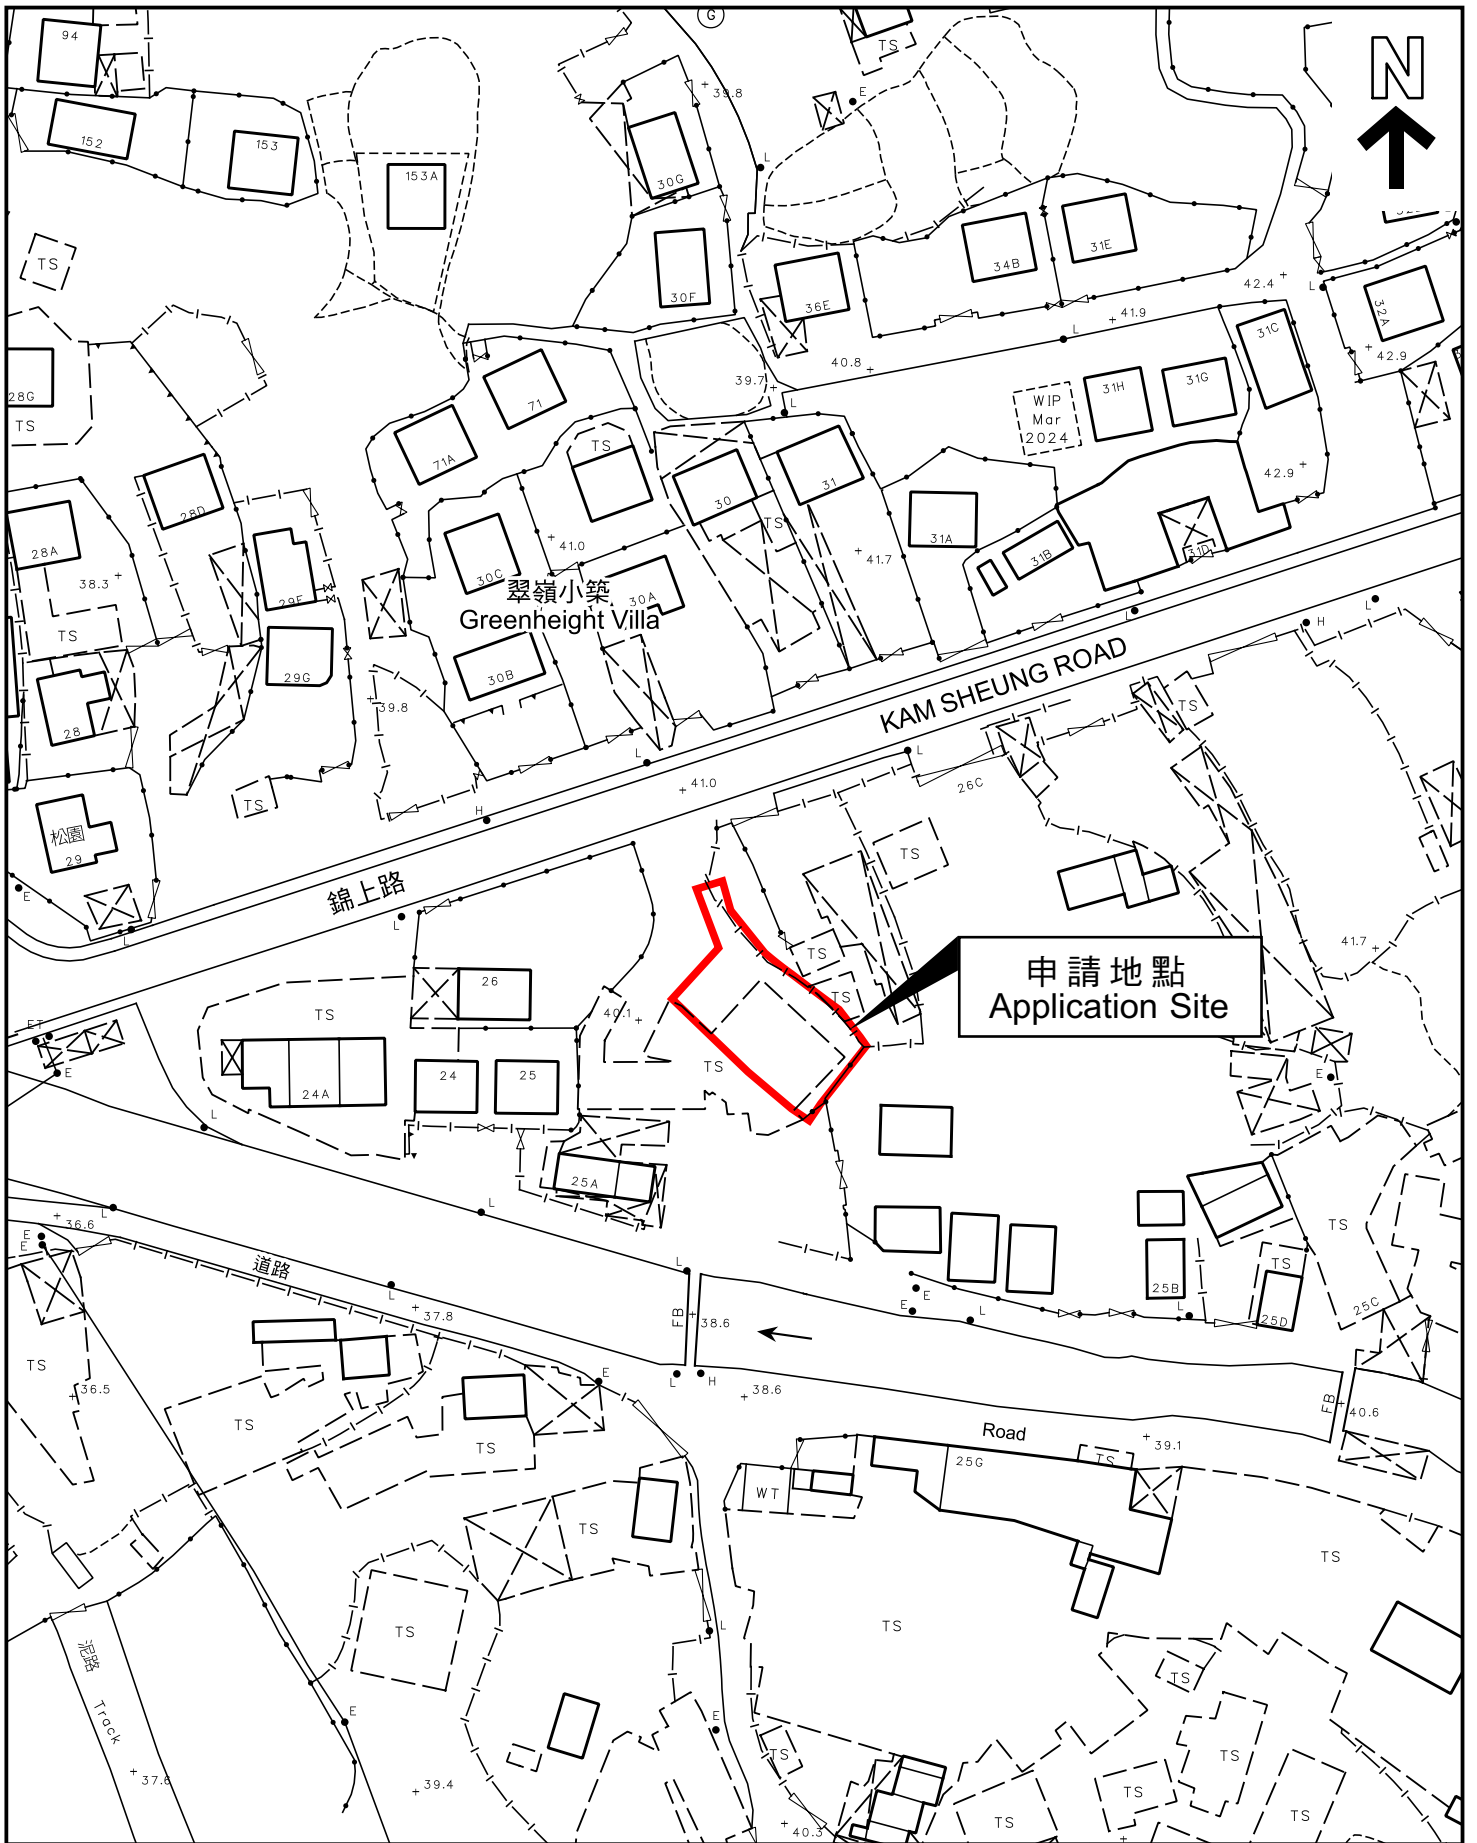 G
94
TS
N
39.8
E
152
153
L
153A
30G
34B
31E
TS
30F
36E
42.4
L
32A
41.9
L
31C
42.9
40.8
39.7
L
28G
TS
71
31H
31G
WIP
Mar
2024
71A
TS
42.9
30
31
28D
TS
31A
28A
41.0
41.7
31B
31D
38.3
30C
29F
翠嶺小築
30A
Greenheight Villa
L
L
H
TS
29G
30B
KAM SHEUNG ROAD
TS
39.8
28
L
L
41.0
26C
TS
H
松園
29
TS
E
錦上路
L
L
41.7
TS
申請地點
Application Site
26
TS
TS
40.1
ET
E
24A
24
25
TS
E
L
25A
36.6
L
L
TS
E
E
道路
L
TS
25B
E
E
L
L
25D
25C
L
37.8
FB
38.6
TS
36.5
L
H
E
38.6
FB
40.6
TS
Road
39.1
TS
25G
TS
WT
TS
TS
TS
TS
L
泥路
Track
TS
E
E
TS
TS
37.6
39.4
TS
TS
TS
40.3